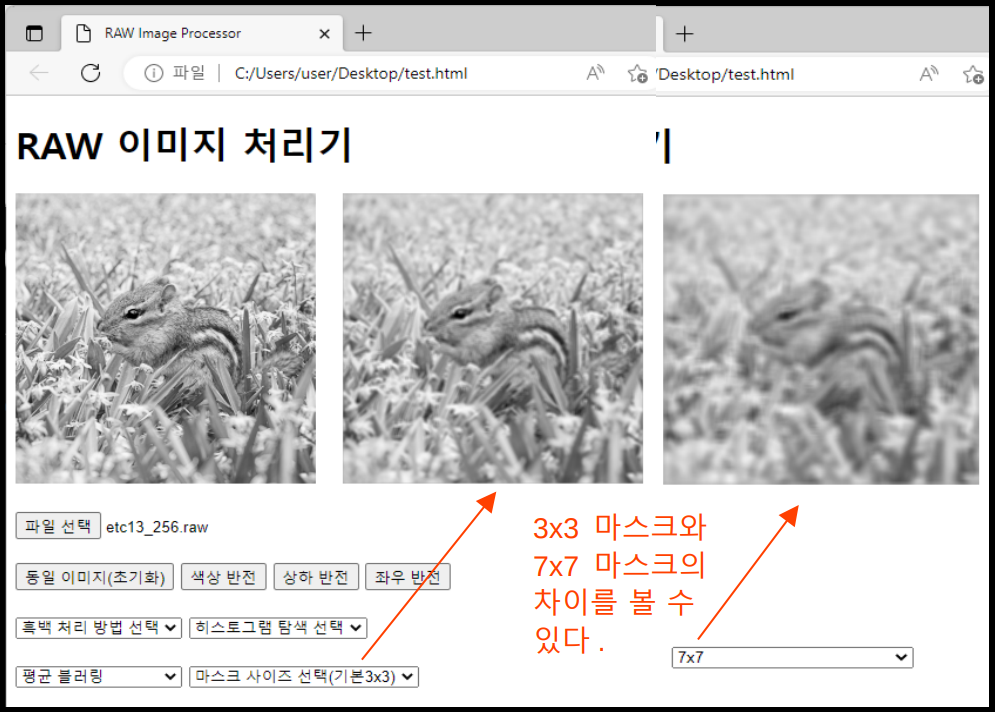 RAW Image Processor
파일 C:/Users/user/Desktop/test.html
/Desktop/test.html
RAW 이미지 처리기
기
파일 선택 etc13_256.raw
동일 이미지(초기화) 색상 반전 상하 반전 좌우 반전
흑백 처리 방법 선택 히스토그램 탐색 선택
평균 블러링 마스크 사이즈 선택(기본3x3)
3x3 마스크와
7x7 마스크의
차이를 볼 수
있다 .
7x7